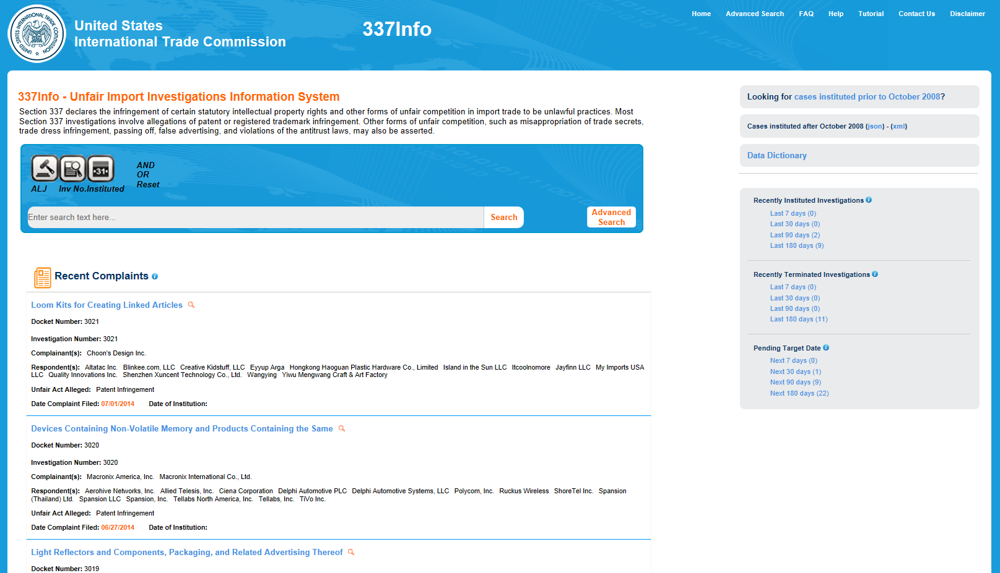 United States
International Trade Commission
337Info
Home Advanced Search FAQ Help Tutorial Contact Us Disclaimer
UNITED STATES INTERNATIONAL TRADE COMMISSION
337Info - Unfair Import Investigations Information System
Section 337 declares the infringement of certain statutory intellectual property rights and other forms of unfair competition in import trade to be unlawful practices. Most
Section 337 investigations involve allegations of patent or registered trademark infringement. Other forms of unfair competition, such as misappropriation of trade secrets,
trade dress infringement, passing off, false advertising, and violations of the antitrust laws, may also be asserted.
31
ALJ Inv No. Instituted
AND
OR
Reset
Enter search text here...
Search
Advanced
Search
Recent Complaints
Loom Kits for Creating Linked Articles
Docket Number: 3021
Investigation Number: 3021
Complainant(s): Choon's Design Inc.
Respondent(s): Altatac Inc. Blinkee.com, LLC Creative Kidstuff, LLC Eyyup Arga Hongkong Haoguan Plastic Hardware Co., Limited Island in the Sun LLC Itcoolnomore Jayfinn LLC My Imports USA
LLC Quality Innovations Inc. Shenzhen Xuncent Technology Co., Ltd. Wangying Yiwu Mengwang Craft & Art Factory
Unfair Act Alleged: Patent Infringement
Date Complaint Filed: 07/01/2014 Date of Institution:
Devices Containing Non-Volatile Memory and Products Containing the Same
Docket Number: 3020
Investigation Number: 3020
Complainant(s): Macronix America, Inc. Macronix International Co., Ltd.
Respondent(s): Aerohive Networks, Inc. Allied Telesis, Inc. Ciena Corporation Delphi Automotive PLC Delphi Automotive Systems, LLC Polycom, Inc. Ruckus Wireless ShoreTel Inc. Spansion
(Thailand) Ltd. Spansion LLC Spansion, Inc. Tellabs North America, Inc. Tellabs, Inc. TiVo Inc.
Unfair Act Alleged: Patent Infringement
Date Complaint Filed: 06/27/2014 Date of Institution:
Light Reflectors and Components, Packaging, and Related Advertising Thereof
Docket Number: 3019
Looking for cases instituted prior to October 2008?
Cases instituted after October 2008 (json) - (xml)
Data Dictionary
Recently Instituted Investigations
Last 7 days (0)
Last 30 days (0)
Last 90 days (2)
Last 180 days (9)
Recently Terminated Investigations
Last 7 days (0)
Last 30 days (0)
Last 90 days (0)
Last 180 days (11)
Pending Target Date
Next 7 days (0)
Next 30 days (1)
Next 90 days (9)
Next 180 days (22)